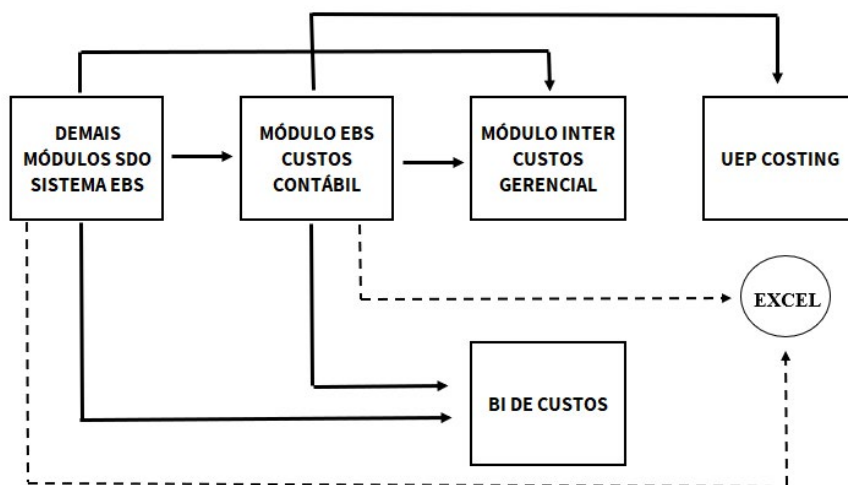 DEMAIS
MÓDULOS SDO
SISTEMA EBS
MÓDULO EBS
CUSTOS
CONTÁBIL
MÓDULO INTER
CUSTOS
GERENCIAL
UEP COSTING
EXCEL
BI DE CUSTOS